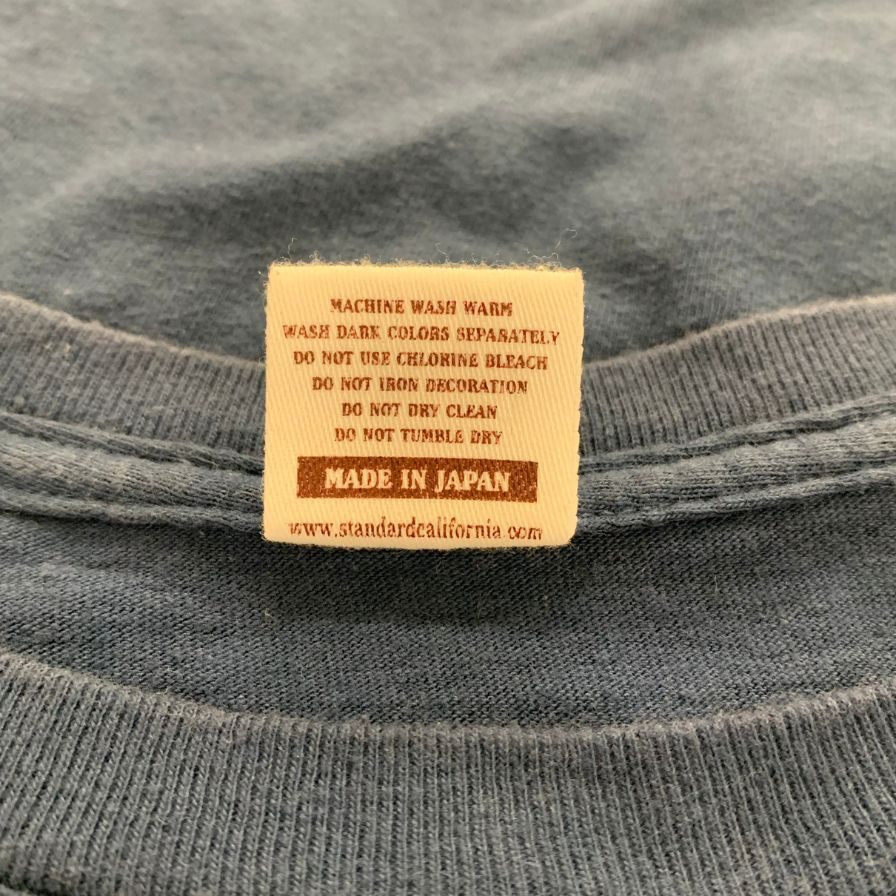 MACHINE WASH WARM
WASH DARK COLORS SEPARATELY
DO NOT USE CHLORINE BLEACH
DO NOT IRON DECORATION
DO NOT DRY CLEAN
DO NOT TUMBLE DRY
MADE IN JAPAN
www.standardcalifornia.com